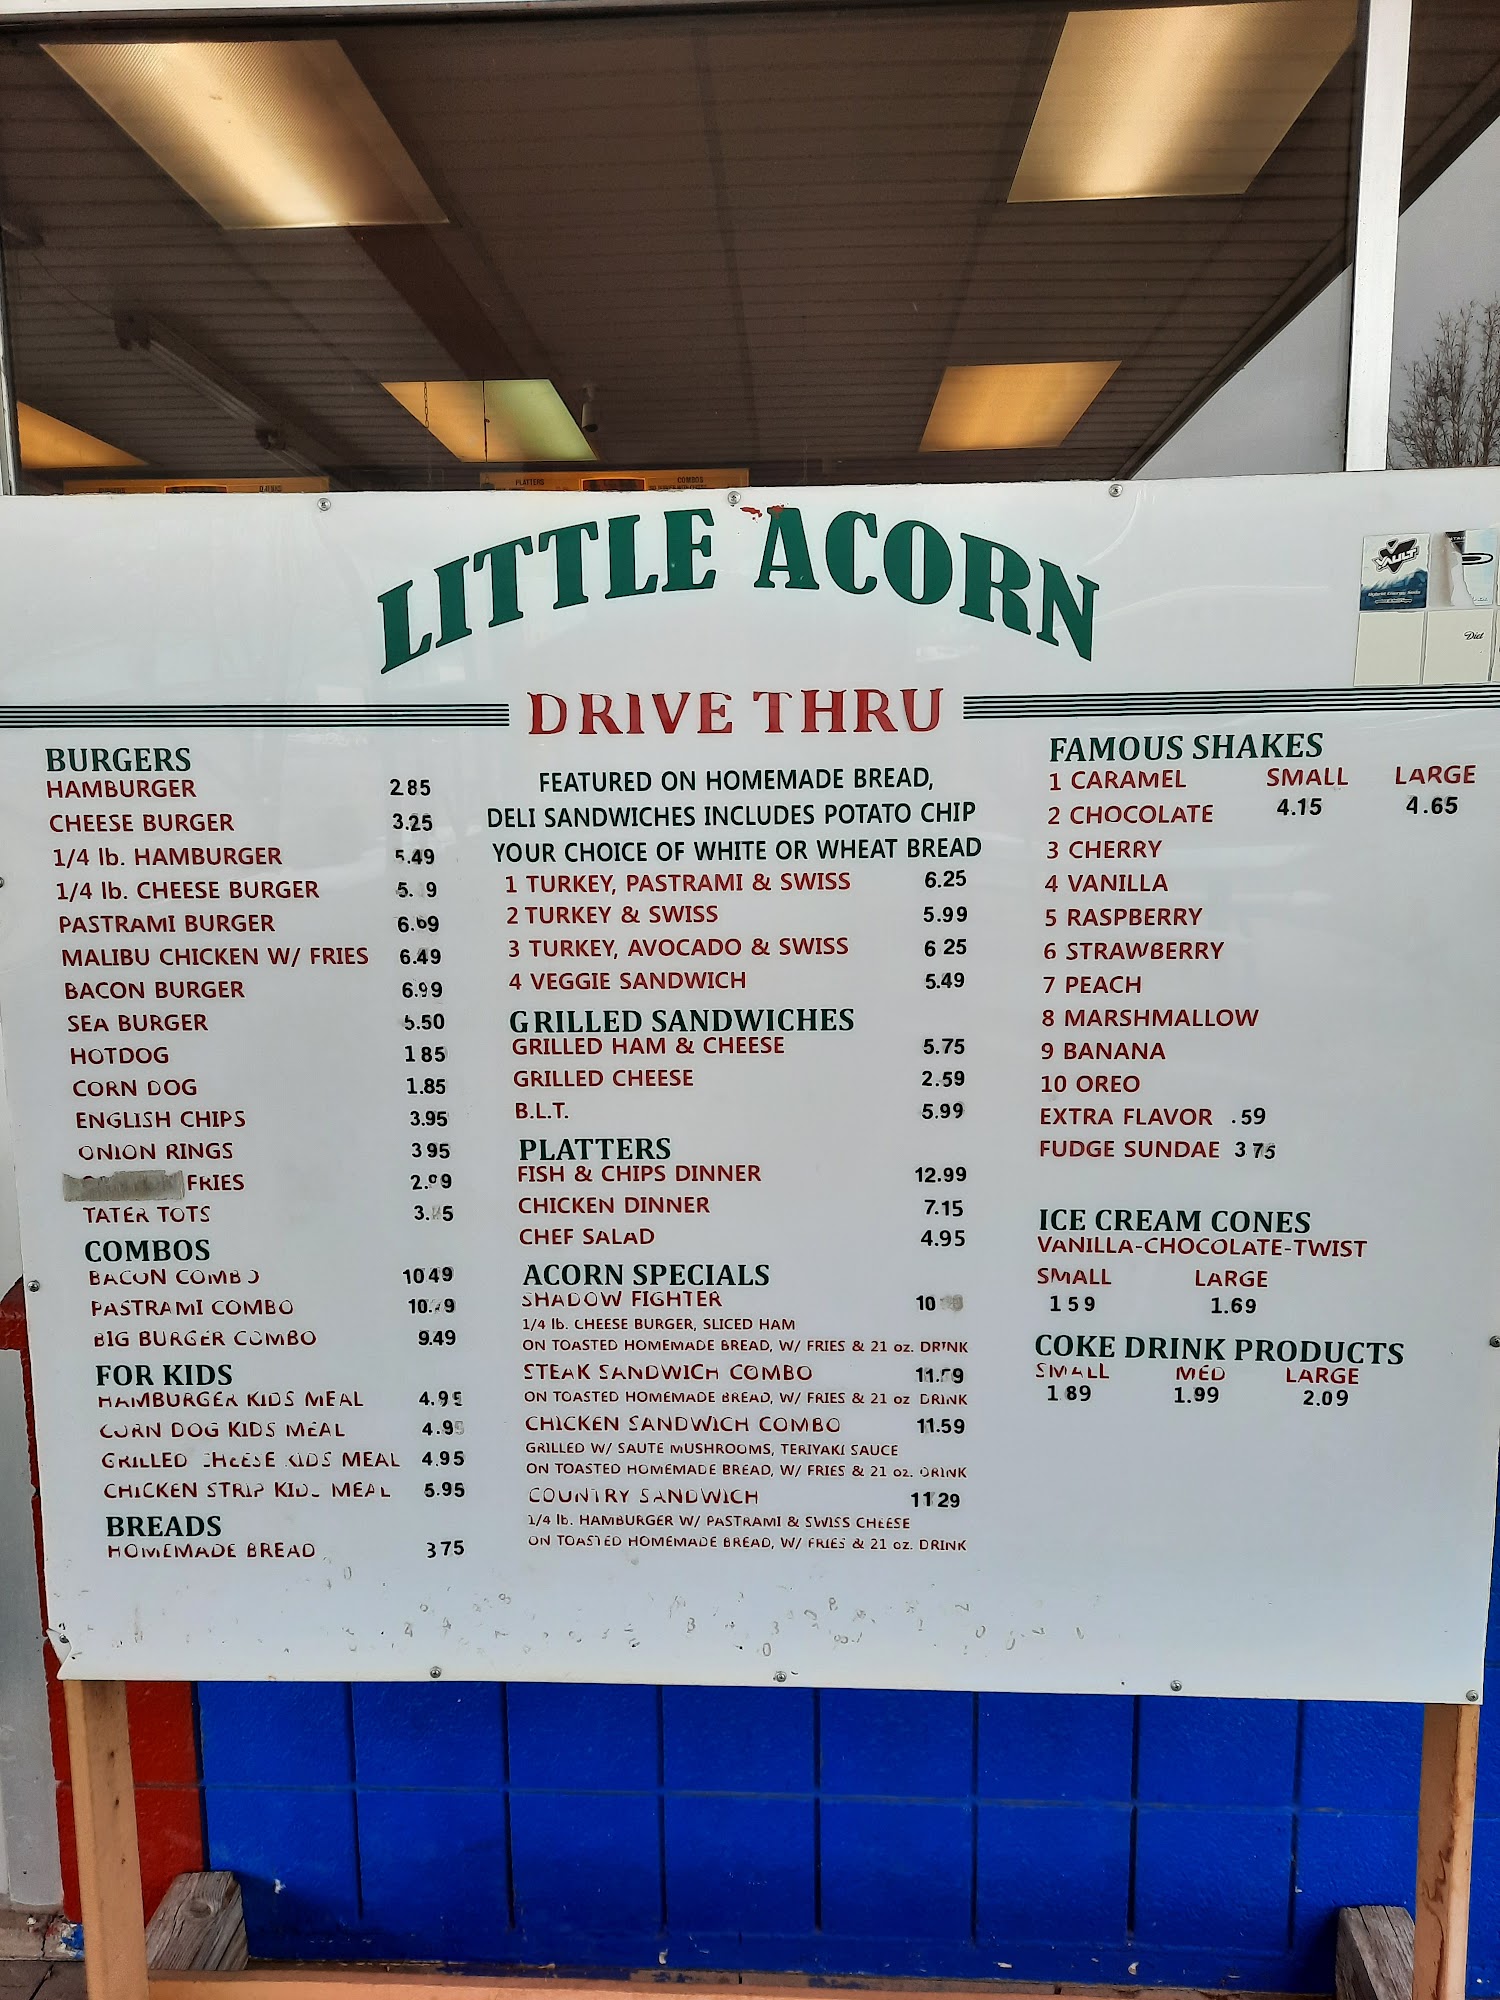 PLATTERS
COMBOS
LITTLE ACORN
DRIVE THRU
VAULT
Diet
BURGERS
HAMBURGER 2.85
CHEESE BURGER 3.25
1/4 lb. HAMBURGER 5.49
1/4 lb. CHEESE BURGER
PASTRAMI BURGER 6.69
MALIBU CHICKEN W/ FRIES 6.49
BACON BURGER 6.99
SEA BURGER 5.50
HOTDOG 1 85
CORN DOG 1.85
ENGLISH CHIPS 3.95
ONION RINGS 3 95
FRIES 2.99
TATER TOTS
COMBOS
BACON COMBO 10 49
PASTRAMI COMBO
BIG BURGER COMBO 9.49
FOR KIDS
HAMBURGER KIDS MEAL 4.95
CORN DOG KIDS MEAL 4.95
GRILLED CHEESE KIDS MEAL 4.95
CHICKEN STRIP KIDS MEAL 5.95
BREADS
HOMEMADE BREAD 3 75
FEATURED ON HOMEMADE BREAD,
DELI SANDWICHES INCLUDES POTATO CHIP
YOUR CHOICE OF WHITE OR WHEAT BREAD
1 TURKEY, PASTRAMI & SWISS 6.25
2 TURKEY & SWISS 5.99
3 TURKEY, AVOCADO & SWISS 6 25
4 VEGGIE SANDWICH 5.49
GRILLED SANDWICHES
GRILLED HAM & CHEESE 5.75
GRILLED CHEESE 2.59
B.L.T. 5.99
PLATTERS
FISH & CHIPS DINNER 12.99
CHICKEN DINNER 7.15
CHEF SALAD 4.95
ACORN SPECIALS
SHADOW FIGHTER 10
1/4 lb. CHEESE BURGER, SLICED HAM
ON TOASTED HOMEMADE BREAD, W/ FRIES & 21 oz. DRINK
STEAK SANDWICH COMBO
ON TOASTED HOMEMADE BREAD, W/ FRIES & 21 oz DRINK
CHICKEN SANDWICH COMBO 11.59
GRILLED W/ SAUTE MUSHROOMS, TERIYAKI SAUCE
ON TOASTED HOMEMADE BREAD, W/ FRIES & 21 oz. DRINK
COUNTRY SANDWICH 11 29
1/4 lb. HAMBURGER W/ PASTRAMI & SWISS CHEESE
ON TOASTED HOMEMADE BREAD, W/ FRIES & 21 oz. DRINK
FAMOUS SHAKES
1 CARAMEL SMALL LARGE
2 CHOCOLATE 4.15 4.65
3 CHERRY
4 VANILLA
5 RASPBERRY
6 STRAWBERRY
7 PEACH
8 MARSHMALLOW
9 BANANA
10 OREO
EXTRA FLAVOR .59
FUDGE SUNDAE 3 75
ICE CREAM CONES
VANILLA-CHOCOLATE-TWIST
SMALL LARGE
1 59 1.69
COKE DRINK PRODUCTS
SMALL MED LARGE
1 89 1.99 2.09